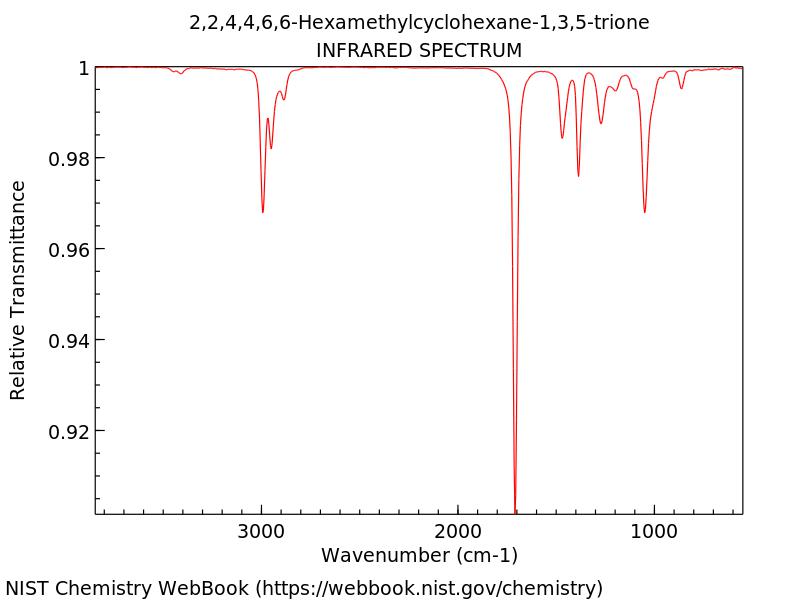 2,2,4,4,6,6-Hexamethylcyclohexane-1,3,5-trione
INFRARED SPECTRUM
1
0.98
0.96
0.94
0.92
Relative Transmittance
3000 2000 1000
Wavenumber (cm-1)
NIST Chemistry WebBook (https://webbook.nist.gov/chemistry)